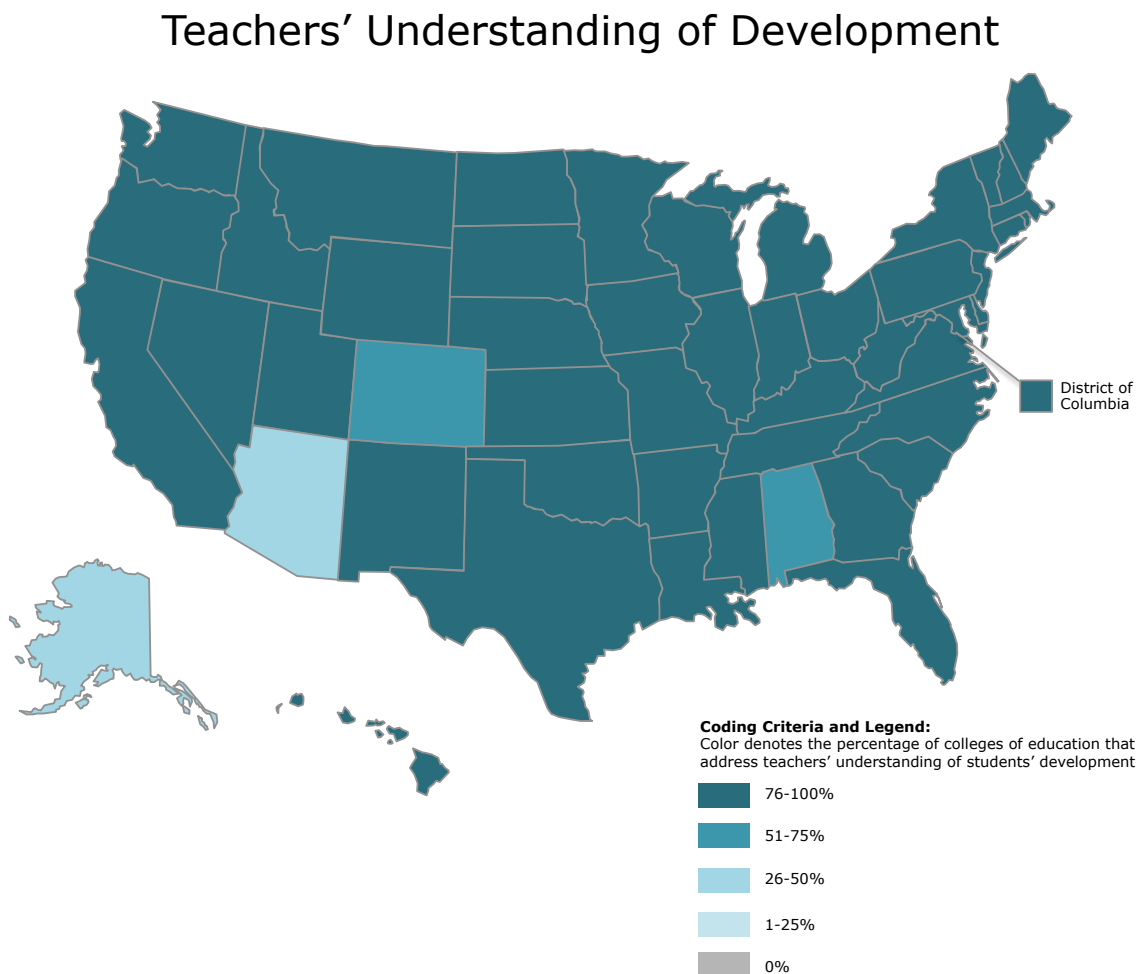 Teachers’ Understanding of Development
District of
Columbia
Coding Criteria and Legend:
Color denotes the percentage of colleges of education that
address teachers’ understanding of students’ development
76-100%
51-75%
26-50%
1-25%
0%